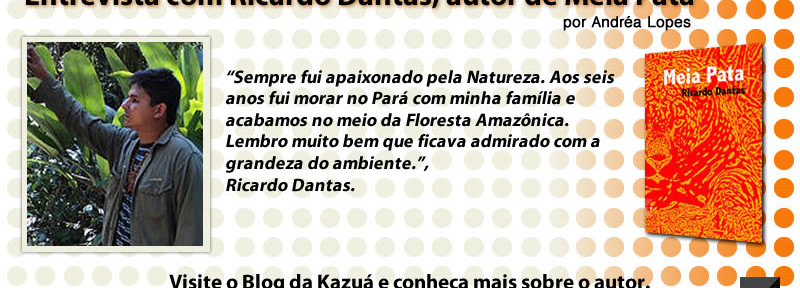 Entrevista com Ricardo Dantas, autor de Meia Pata
por Andréa Lopes
“Sempre fui apaixonado pela Natureza. Aos seis
anos fui morar no Pará com minha família e
acabamos no meio da Floresta Amazônica.
Lembro muito bem que ficava admirado com a
grandeza do ambiente.”,
Ricardo Dantas.
Meia Pata
Ricardo Dantas
Visite o Blog da Kazuá e conheça mais sobre o autor.